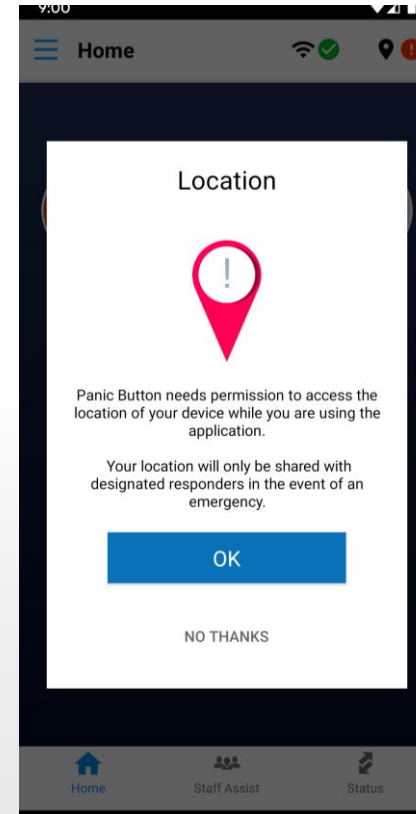 9:00
Home
Location
!
Panic Button needs permission to access the
location of your device while you are using the
application.
Your location will only be shared with
designated responders in the event of an
emergency.
OK
NO THANKS
Home Staff Assist Status